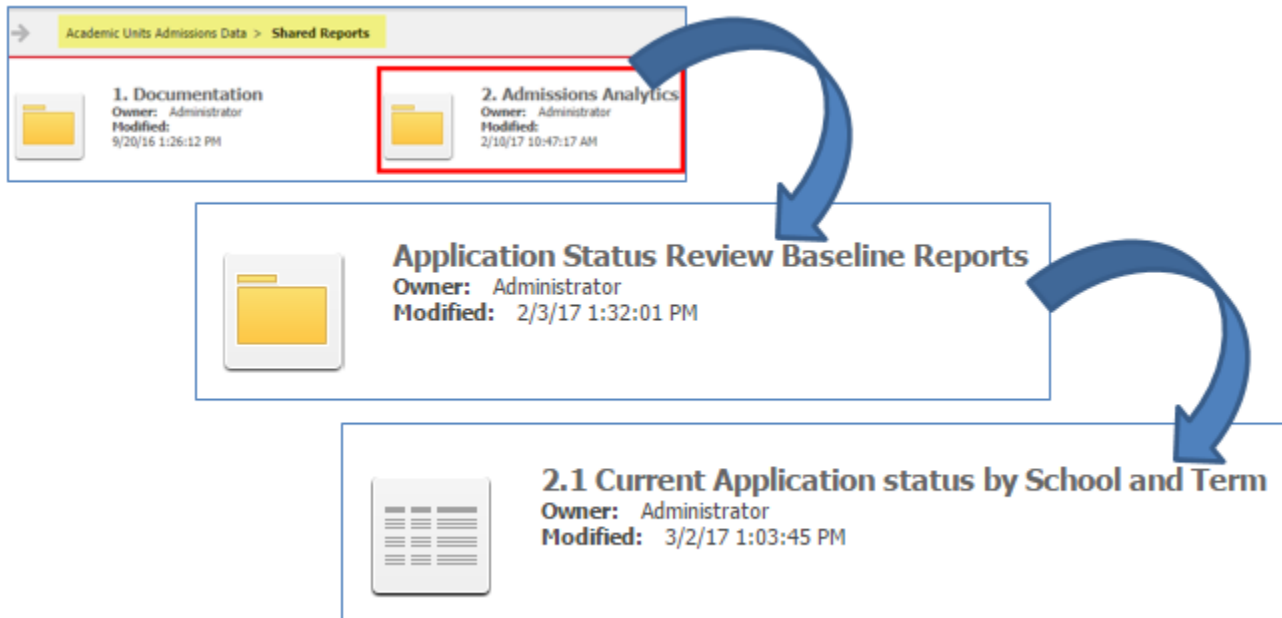 Academic Units Admissions Data > Shared Reports
1. Documentation
Owner: Administrator
Modified:
9/20/16 1:26:12 PM
2. Admissions Analytics
Owner: Administrator
Modified:
2/10/17 10:47:17 AM
Application Status Review Baseline Reports
Owner: Administrator
Modified: 2/3/17 1:32:01 PM
2.1 Current Application status by School and Term
Owner: Administrator
Modified: 3/2/17 1:03:45 PM